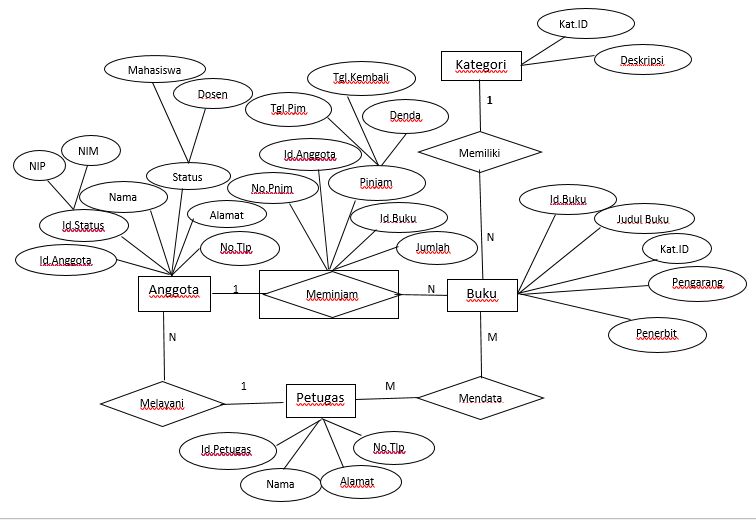 Kat.ID
Kategori
Deskripsi
Mahasiswa
Tgl.Kembali
Dosen
Tgl.Pim
Denda
1
NIM
Id.Anggota
Memiliki
NIP
Status
Pinjam
No.Pnim
Nama
Id.Buku
Id.Status
Alamat
Id.Buku
Judul Buku
N
No.Tlp
Jumlah
Kat.ID
Id.Anggota
Pengarang
Anggota
1
Meminjam
N
Buku
Penerbit
N
M
1
M
Melayani
Petugas
Mendata
Id.Petugas
No.Tlp
Nama
Alamat